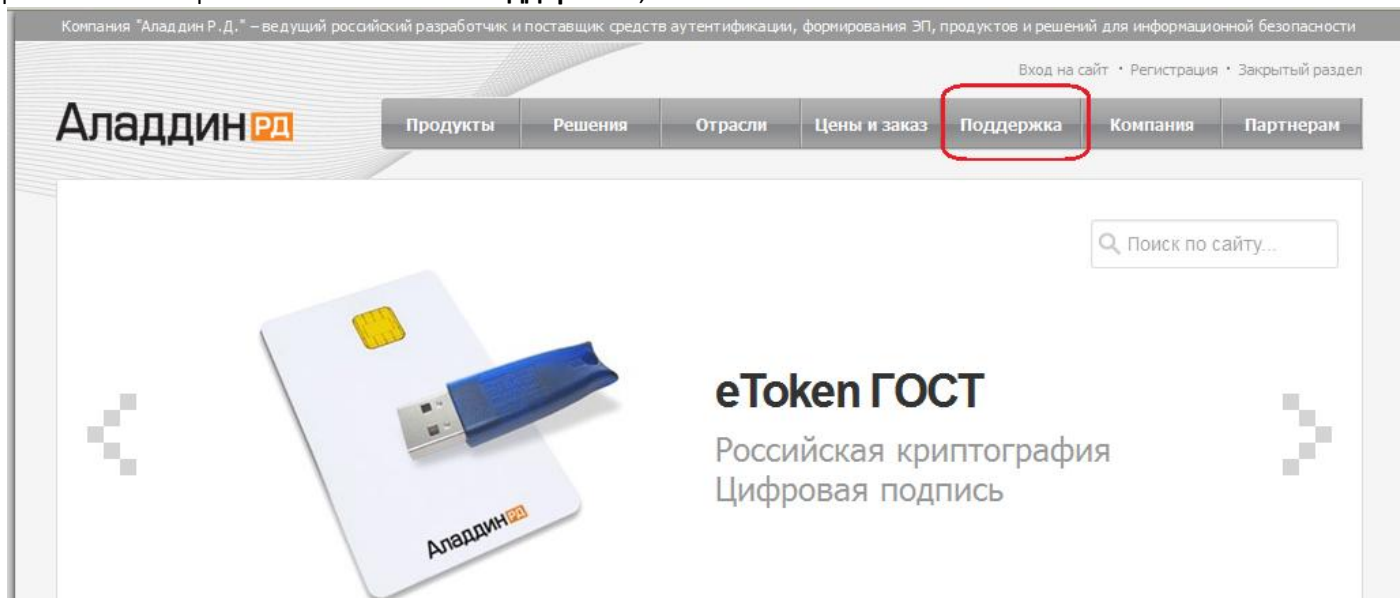 Компания "Аладдин Р.Д." – ведущий российский разработчик и поставщик средств аутентификации, формирования ЭП, продуктов и решений для информационной безопасности
Вход на сайт · Регистрация · Закрытый раздел
Аладдин РД
Продукты Решения Отрасли Цены и заказ Поддержка Компания Партнерам
Поиск по сайту...
eToken ГОСТ
Российская криптография
Цифровая подпись
Аладдин РД